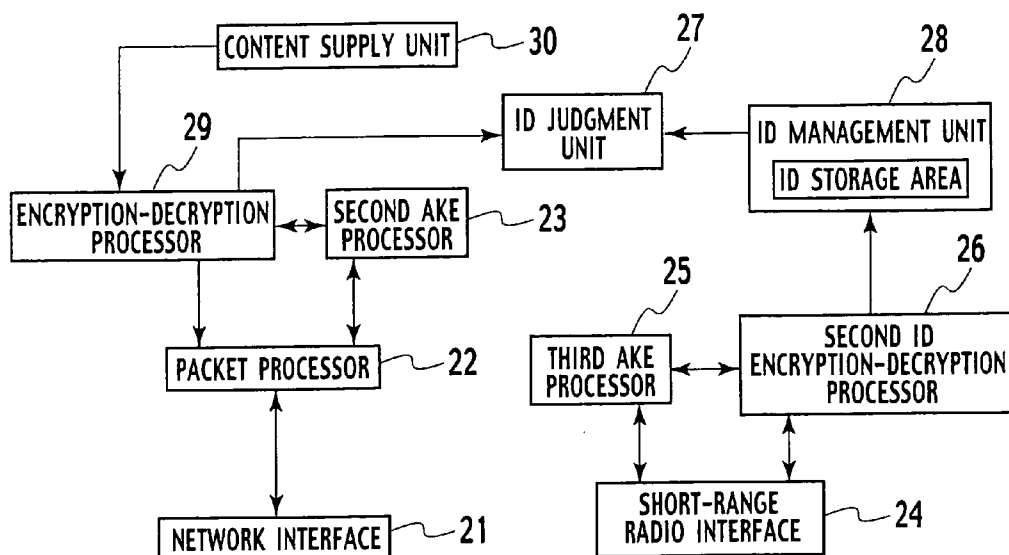 CONTENT SUPPLY UNIT
30
27
28
ID JUDGMENT
UNIT
ID MANAGEMENT UNIT
ID STORAGE AREA
29
ENCRYPTION-DECRYPTION
PROCESSOR
SECOND AKE
PROCESSOR
23
26
25
SECOND ID
ENCRYPTION-DECRYPTION
PROCESSOR
THIRD AKE
PROCESSOR
PACKET PROCESSOR
22
SHORT-RANGE
RADIO INTERFACE
24
NETWORK INTERFACE
21